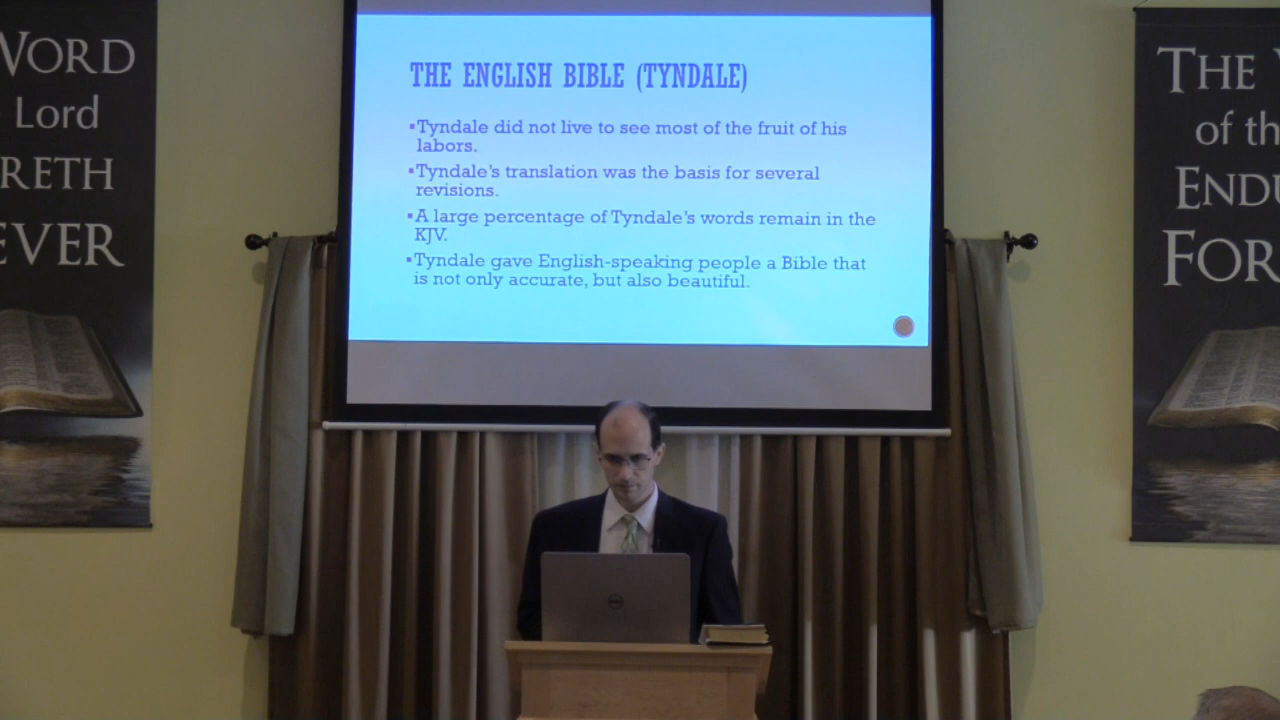 WORD
Lord
RETH
EVER
THE ENGLISH BIBLE (TYNDALE)
▪Tyndale did not live to see most of the fruit of his
labors.
▪Tyndale's translation was the basis for several
revisions.
▪A large percentage of Tyndale's words remain in the
KJV.
▪Tyndale gave English-speaking people a Bible that
is not only accurate, but also beautiful.
DELL
THE
of th
ENDU
FOR